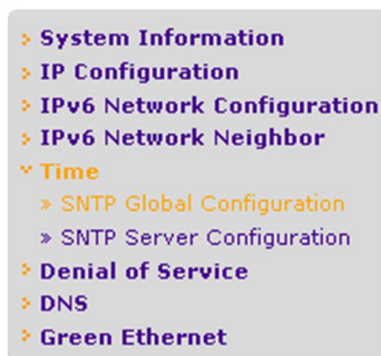 System Information
IP Configuration
IPv6 Network Configuration
IPv6 Network Neighbor
Time
» SNTP Global Configuration
» SNTP Server Configuration
Denial of Service
DNS
Green Ethernet